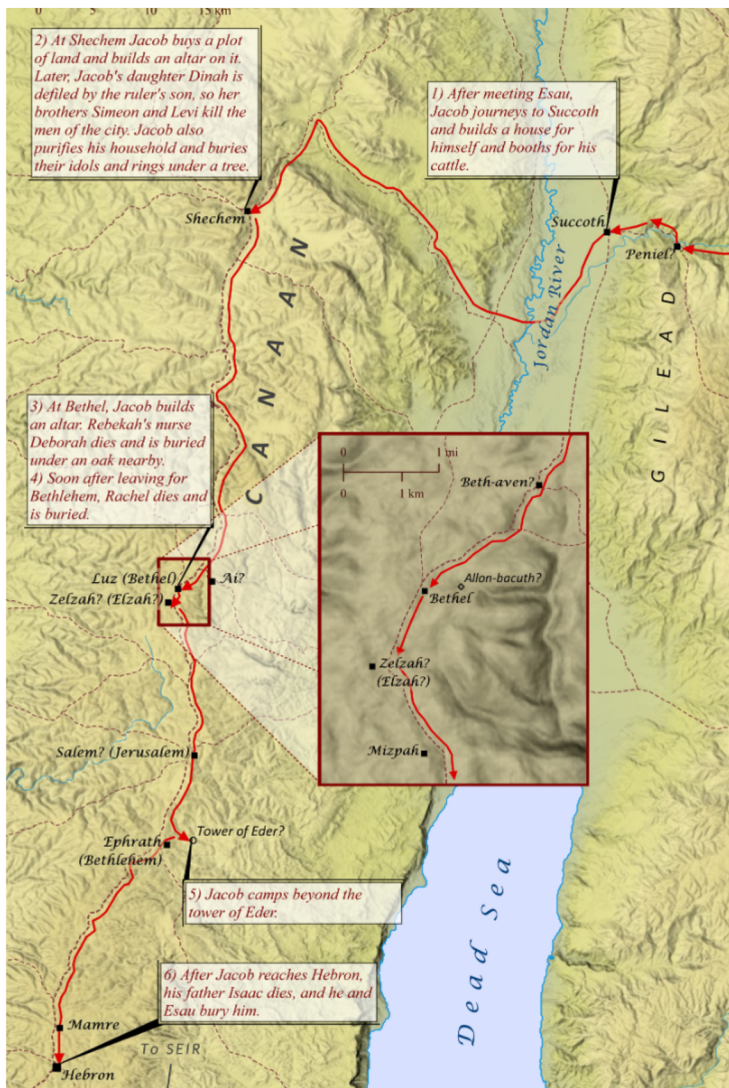 0 10 15 km
2) At Shechem Jacob buys a plot
of land and builds an altar on it.
Later, Jacob's daughter Dinah is
defiled by the ruler's son, so her
brothers Simeon and Levi kill the
men of the city. Jacob also
purifies his household and buries
their idols and rings under a tree.
1) After meeting Esau,
Jacob journeys to Succoth
and builds a house for
himself and booths for his
cattle.
Shechem
Succoth
Peniel?
Jordan River
CANAAN
GILEAD
3) At Bethel, Jacob builds
an altar. Rebekah's nurse
Deborah dies and is buried
under an oak nearby.
4) Soon after leaving for
Bethlehem, Rachel dies and
is buried.
0 1 mi
0 1 km
Beth-aven?
Allon-bacuth?
Bethel
Zelzah?
(Elzah?)
Mizpah
Luz (Bethel)
Ai?
Zelzah? (Elzah?)
Salem? (Jerusalem)
Tower of Eder?
Ephrath
(Bethlehem)
5) Jacob camps beyond the
tower of Eder.
Dead Sea
6) After Jacob reaches Hebron,
his father Isaac dies, and he and
Esau bury him.
Mamre
To SEIR
Hebron